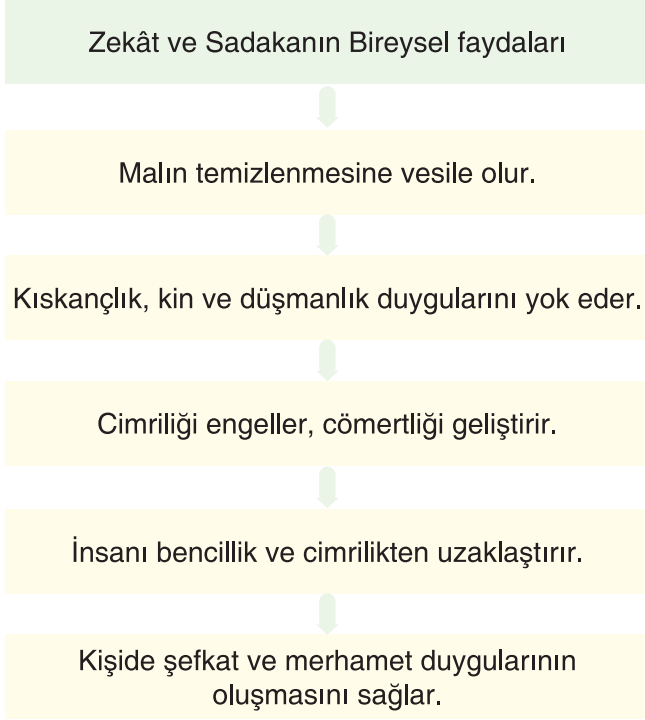 Zekât ve Sadakanın Bireysel faydaları
Malın temizlenmesine vesile olur.
Kıskançlık, kin ve düşmanlık duygularını yok eder.
Cimriliği engeller, cömertliği geliştirir.
İnsanı bencillik ve cimrilikten uzaklaştırır.
Kişide şefkat ve merhamet duygularının
oluşmasını sağlar.